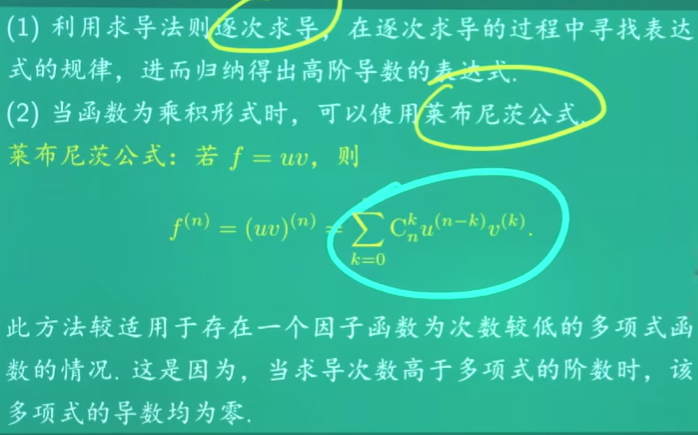 (1) 利用求导法则逐次求导，在逐次求导的过程中寻找表达
式的规律，进而归纳得出高阶导数的表达式.
(2) 当函数为乘积形式时，可以使用莱布尼茨公式.
莱布尼茨公式：若 f = uv，则
f^{(n)} = (uv)^{(n)} = \sum_{k=0} C_n^k u^{(n-k)} v^{(k)}.
此方法较适用于存在一个因子函数为次数较低的多项式函
数的情况. 这是因为，当求导次数高于多项式的阶数时，该
多项式的导数均为零.